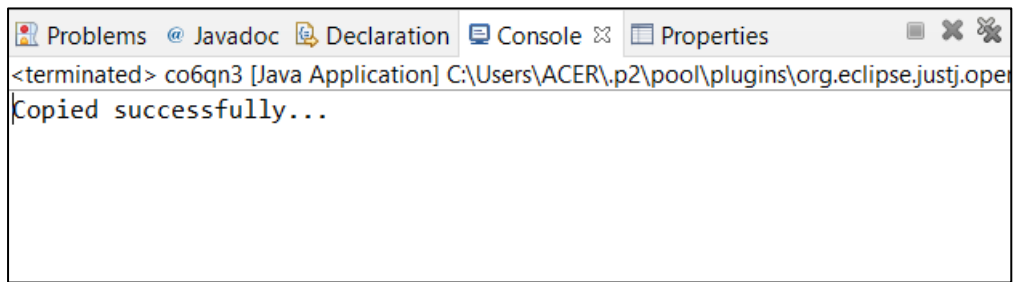 Problems @ Javadoc Declaration Console Properties
<terminated> co6qn3 [Java Application] C:\Users\ACER\.p2\pool\plugins\org.eclipse.justj.oper
Copied successfully...